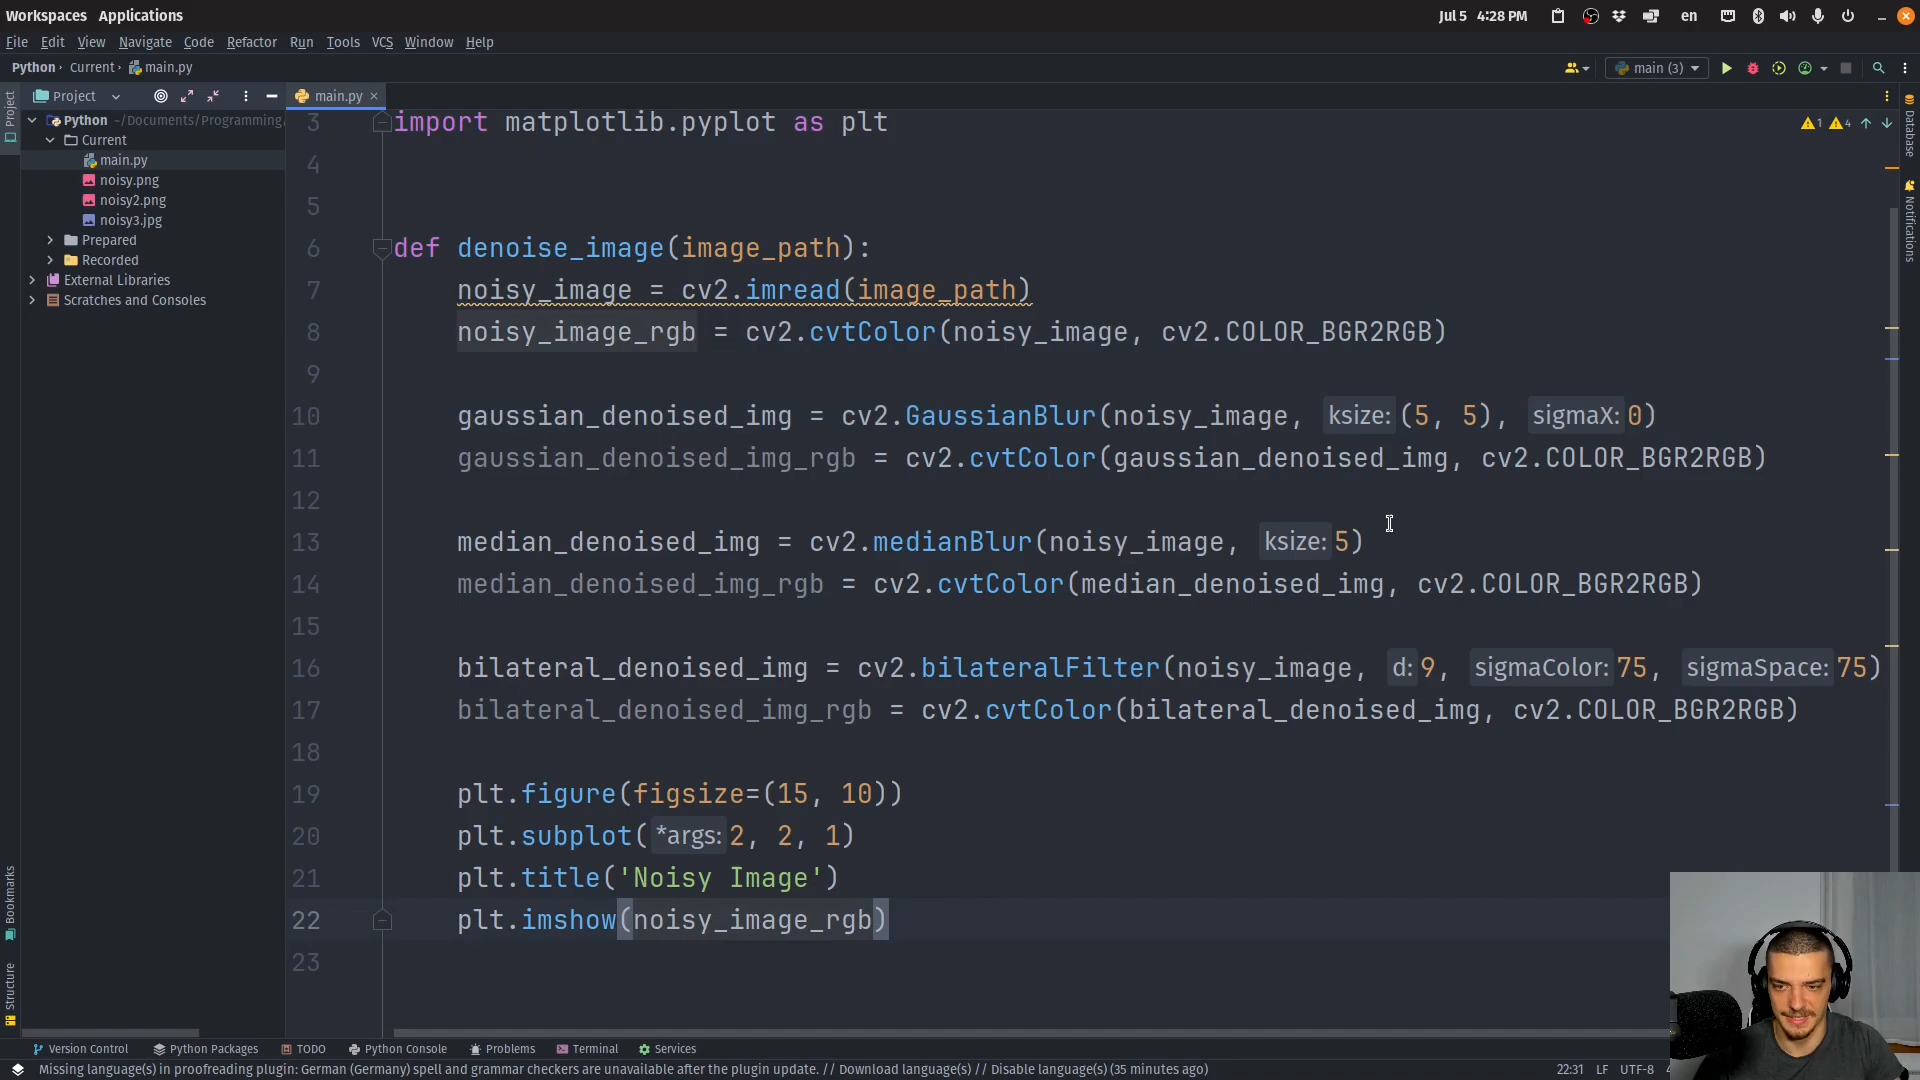 Workspaces Applications
Jul 5 4:28 PM
en
File Edit View Navigate Code Refactor Run Tools VCS Window Help
Python › Current › main.py
main (3)
Project
main.py
Python ~/Documents/Programming/
Current
main.py
noisy.png
noisy2.png
noisy3.jpg
Prepared
Recorded
External Libraries
Scratches and Consoles
Project
Bookmarks
Structure
Database
Notifications
1 4
3 import matplotlib.pyplot as plt
4
5
6 def denoise_image(image_path):
7 noisy_image = cv2.imread(image_path)
8 noisy_image_rgb = cv2.cvtColor(noisy_image, cv2.COLOR_BGR2RGB)
9
10 gaussian_denoised_img = cv2.GaussianBlur(noisy_image, ksize: (5, 5), sigmaX: 0)
11 gaussian_denoised_img_rgb = cv2.cvtColor(gaussian_denoised_img, cv2.COLOR_BGR2RGB)
12
13 median_denoised_img = cv2.medianBlur(noisy_image, ksize: 5)
14 median_denoised_img_rgb = cv2.cvtColor(median_denoised_img, cv2.COLOR_BGR2RGB)
15
16 bilateral_denoised_img = cv2.bilateralFilter(noisy_image, d: 9, sigmaColor: 75, sigmaSpace: 75)
17 bilateral_denoised_img_rgb = cv2.cvtColor(bilateral_denoised_img, cv2.COLOR_BGR2RGB)
18
19 plt.figure(figsize=(15, 10))
20 plt.subplot( *args: 2, 2, 1)
21 plt.title('Noisy Image')
22 plt.imshow(noisy_image_rgb)
23
Version Control Python Packages TODO Python Console Problems Terminal Services
Missing language(s) in proofreading plugin: German (Germany) spell and grammar checkers are unavailable after the plugin update. // Download language(s) // Disable language(s) (35 minutes ago)
22:31 LF UTF-8